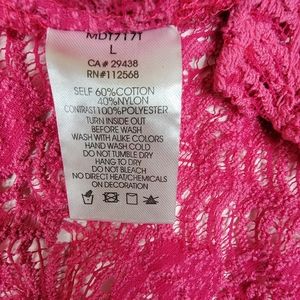 MDT7171
L
CA# 29438
RN#112568
SELF 60%COTTON
40%NYLON
CONTRAST:100%POLYESTER
TURN INSIDE OUT
BEFORE WASH
WASH WITH ALIKE COLORS
HAND WASH COLD
DO NOT TUMBLE DRY
HANG TO DRY
DO NOT BLEACH
NO DIRECT HEAT/CHEMICALS
ON DECORATION